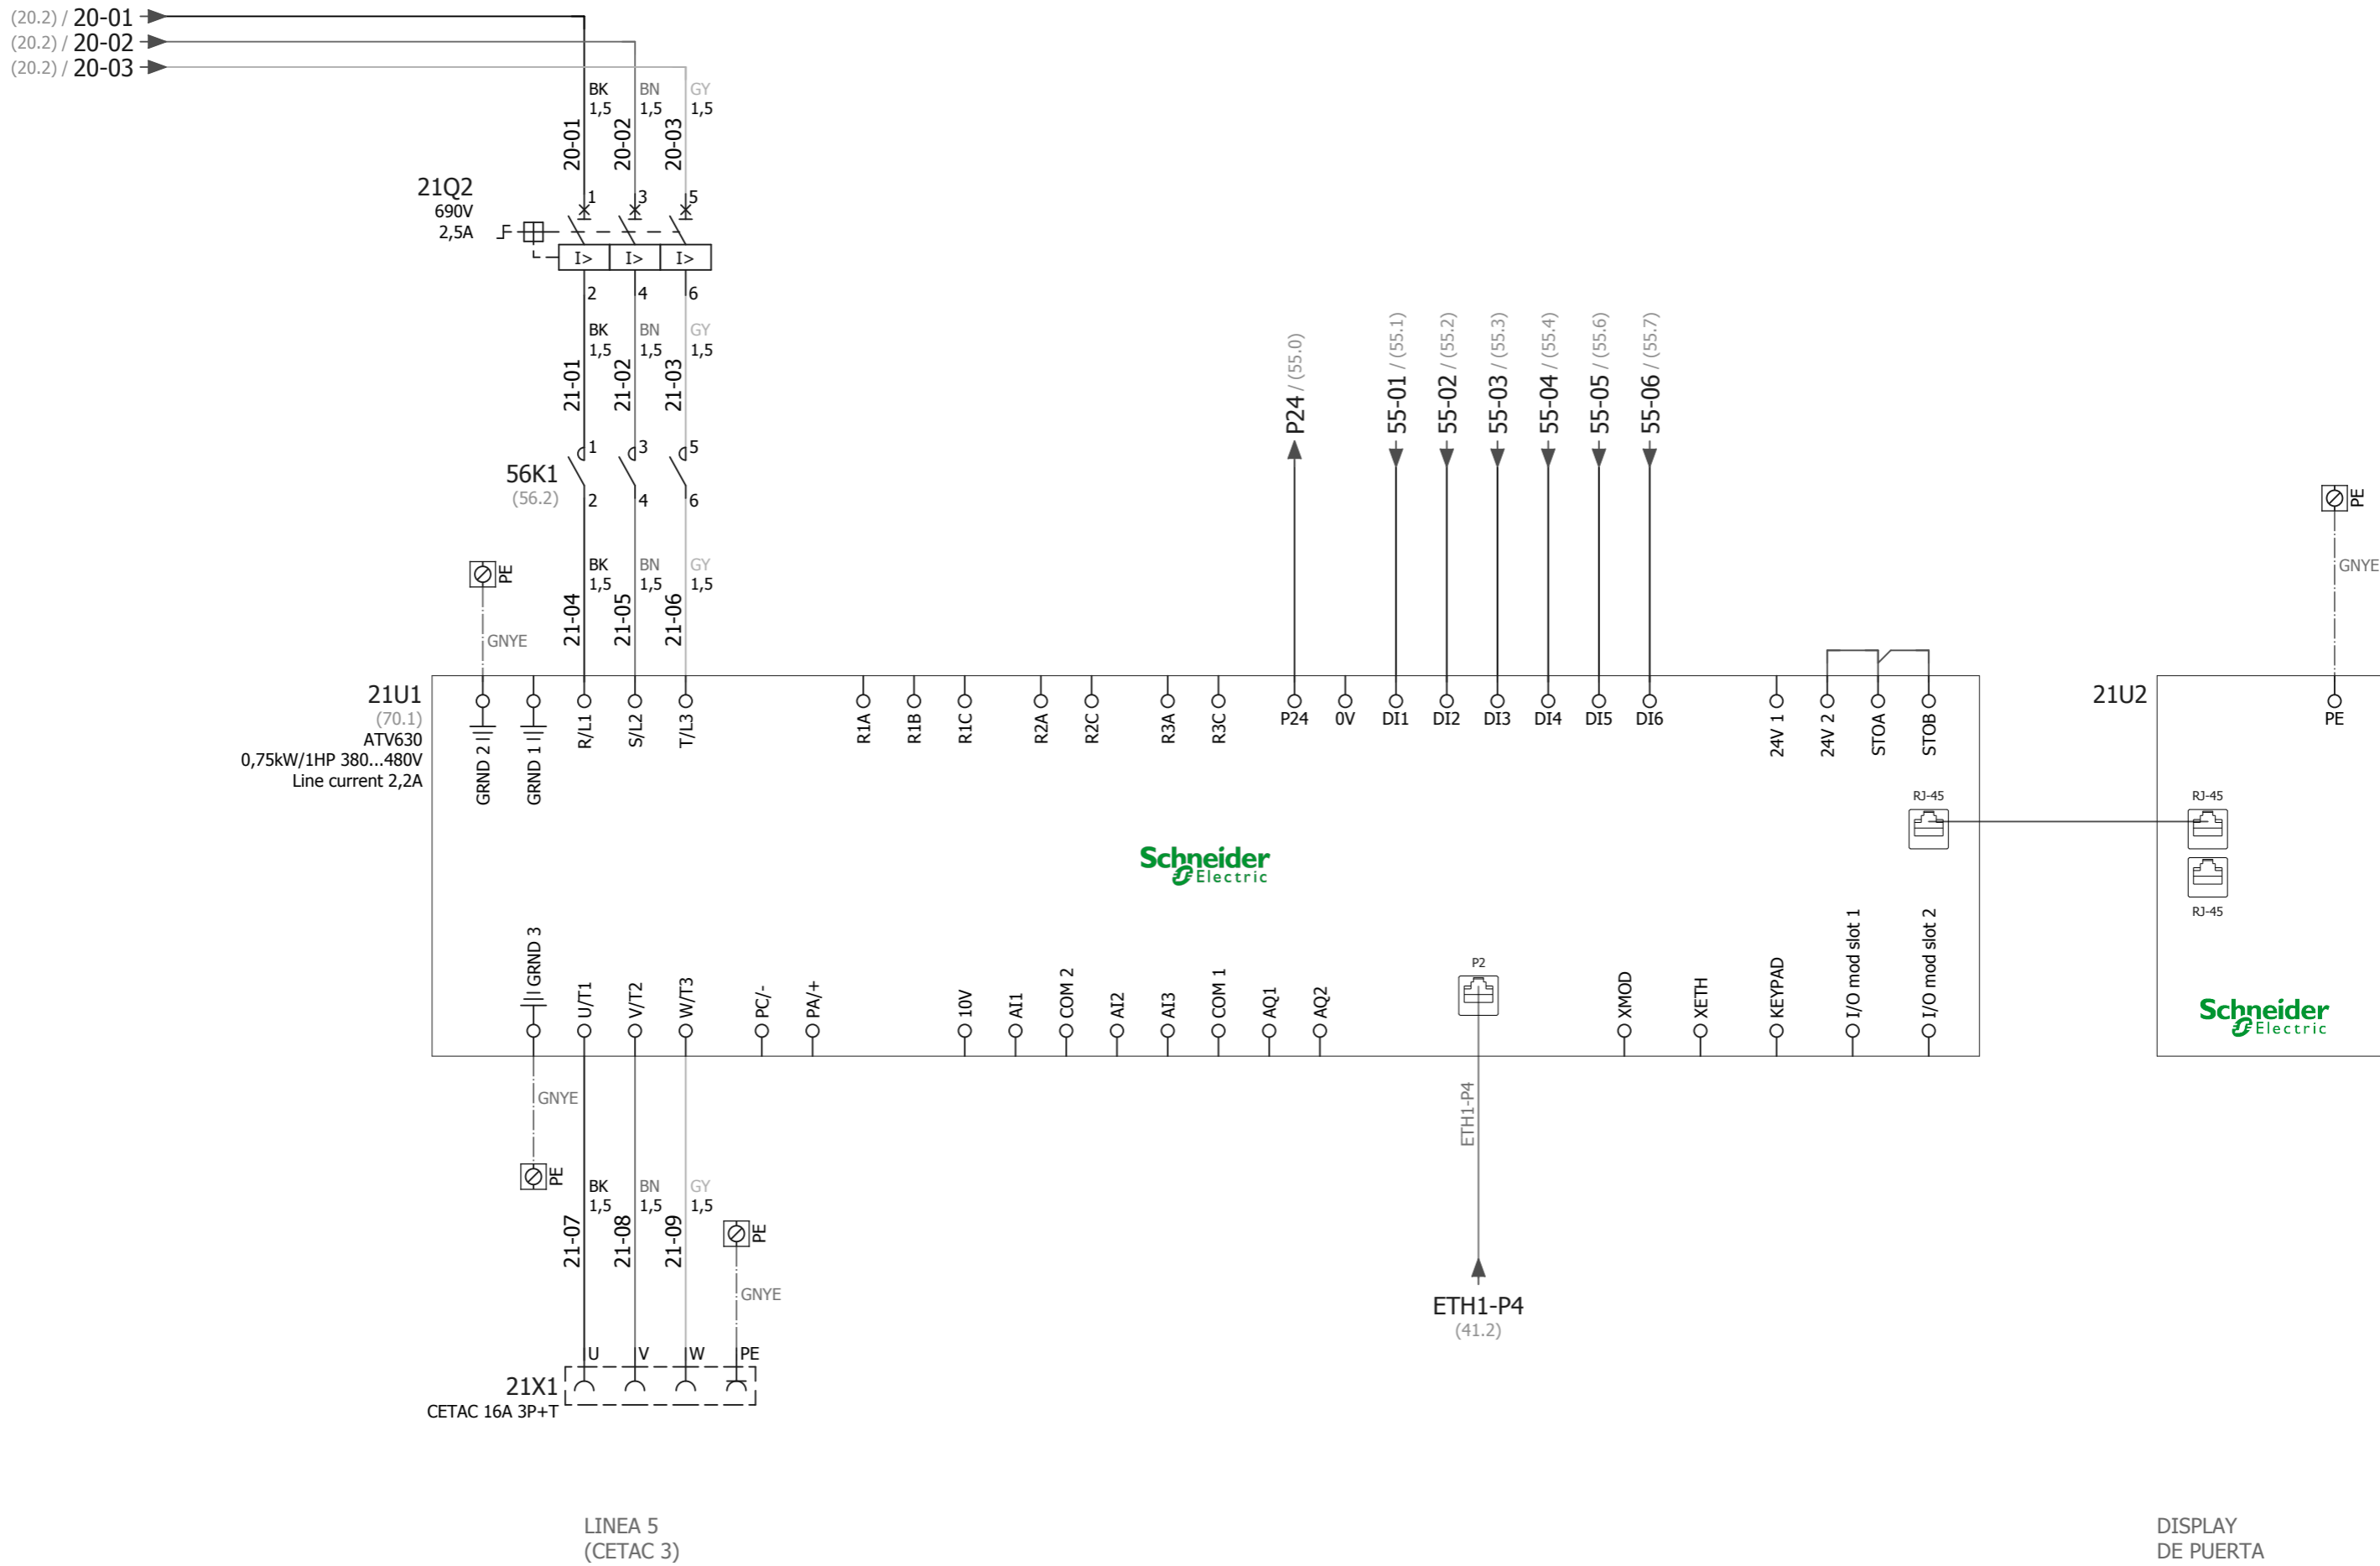 (20.2) / 20-01
(20.2) / 20-02
(20.2) / 20-03
BK BN GY
1,5 1,5 1,5
20-01 20-02 20-03
21Q2
690V
2,5A
1 3 5
I> I> I>
2 4 6
BK BN GY
1,5 1,5 1,5
21-01 21-02 21-03
P24 / (55.0)
55-01 / (55.1)
55-02 / (55.2)
55-03 / (55.3)
55-04 / (55.4)
55-05 / (55.6)
55-06 / (55.7)
56K1
(56.2)
1 3 5
2 4 6
PE
GNYE
BK BN GY
1,5 1,5 1,5
21-04 21-05 21-06
PE
GNYE
21U1
(70.1)
ATV630
0,75kW/1HP 380...480V
Line current 2,2A
GRND 2 GRND 1 R/L1 S/L2 T/L3 R1A R1B R1C R2A R2C R3A R3C P24 0V DI1 DI2 DI3 DI4 DI5 DI6 24V 1 24V 2 STOA STOB
21U2
PE
RJ-45
RJ-45
RJ-45
Schneider
Electric
GRND 3 U/T1 V/T2 W/T3 PC/- PA/+ 10V AI1 COM 2 AI2 AI3 COM 1 AQ1 AQ2 P2 XMOD XETH KEYPAD I/O mod slot 1 I/O mod slot 2
Schneider
Electric
GNYE
PE
ETH1-P4
BK BN GY
1,5 1,5 1,5
21-07 21-08 21-09
PE
GNYE
ETH1-P4
(41.2)
U V W PE
21X1
CETAC 16A 3P+T
LINEA 5
(CETAC 3)
DISPLAY
DE PUERTA